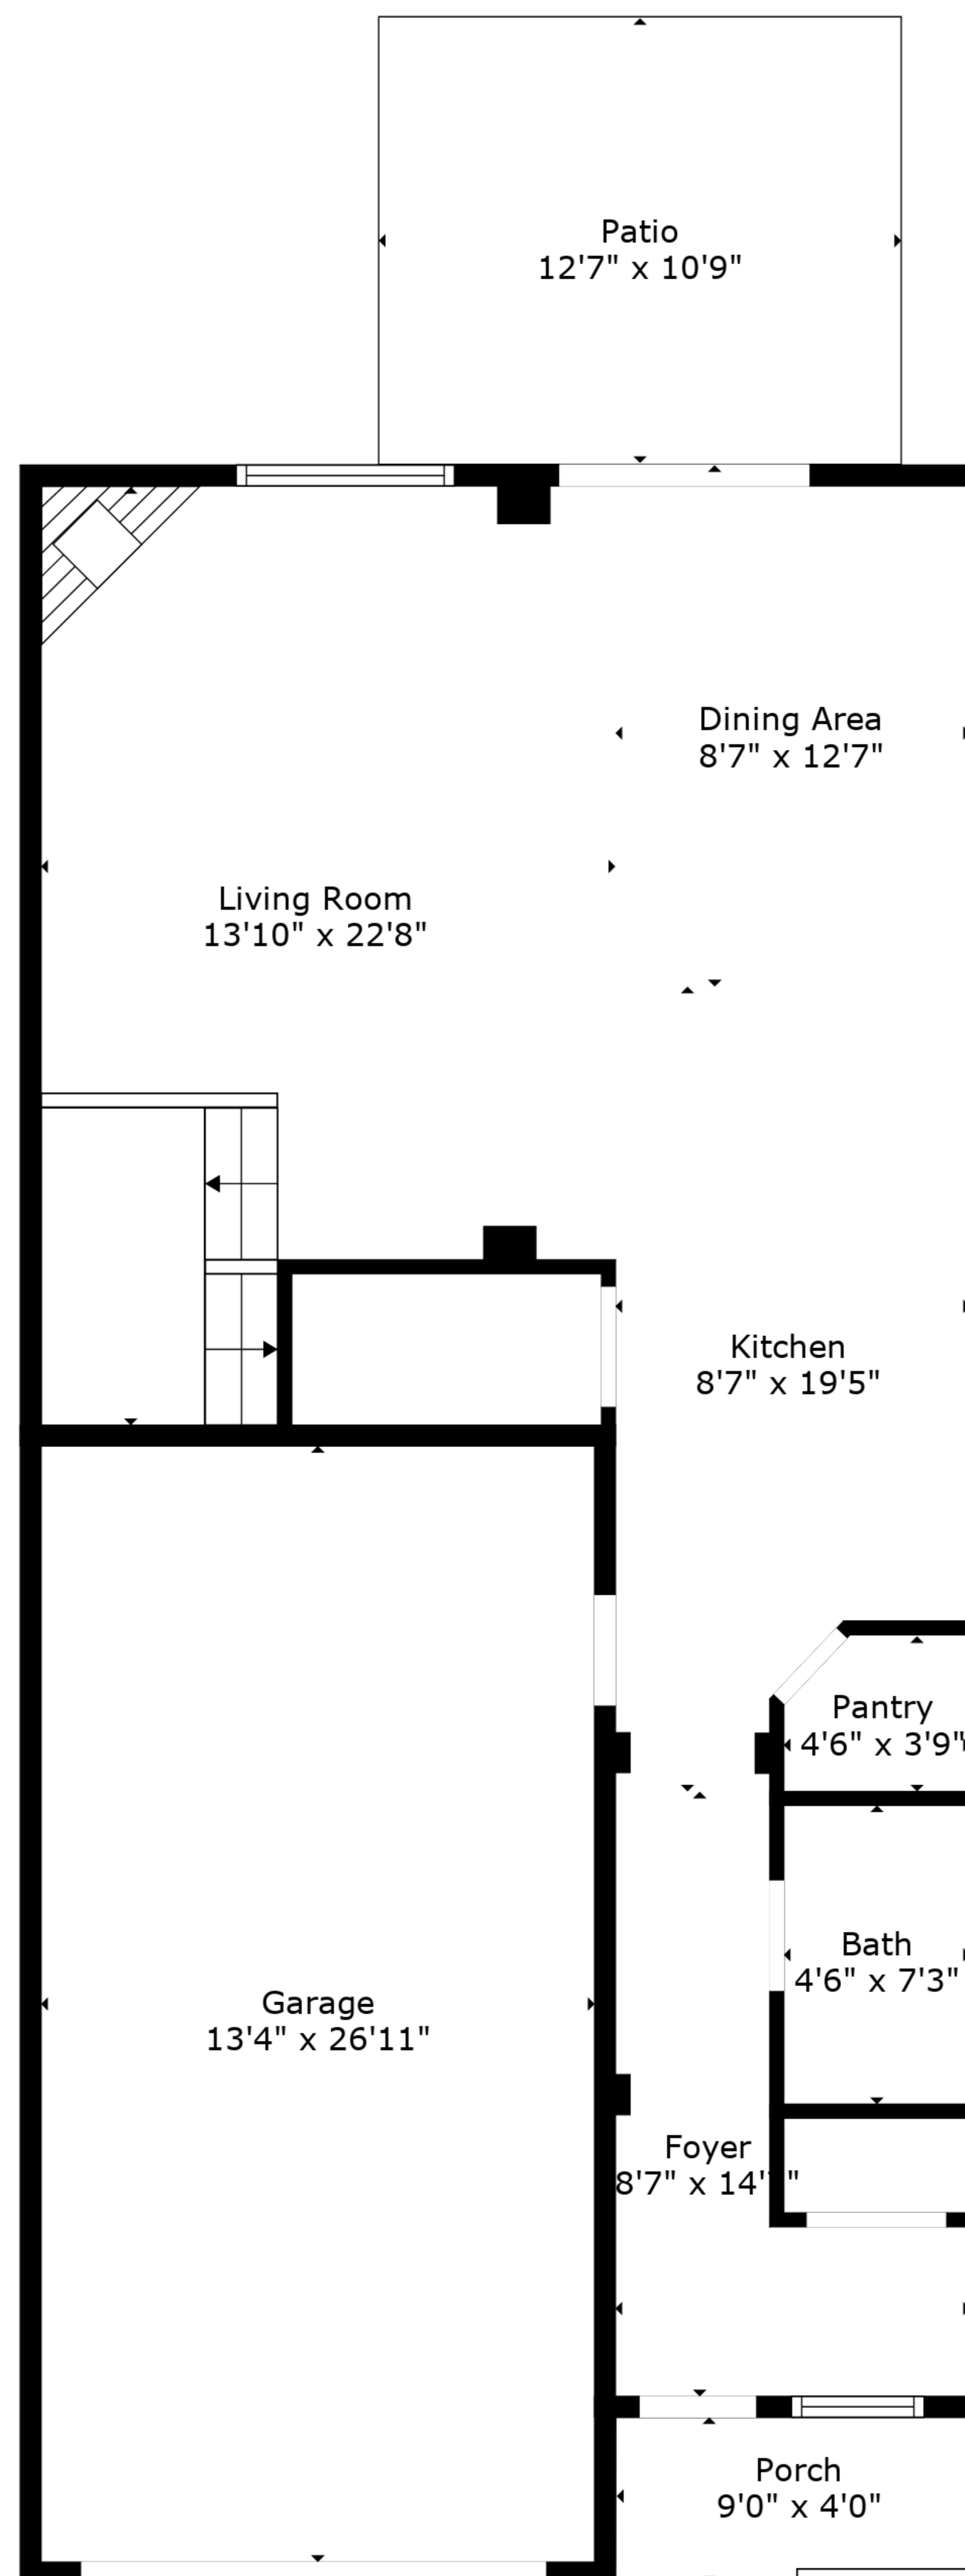 Patio
12'7" x 10'9"
Dining Area
8'7" x 12'7"
Living Room
13'10" x 22'8"
Kitchen
8'7" x 19'5"
Pantry
4'6" x 3'9"
Bath
4'6" x 7'3"
Garage
13'4" x 26'11"
Foyer
8'7" x
Porch
9'0" x 4'0"